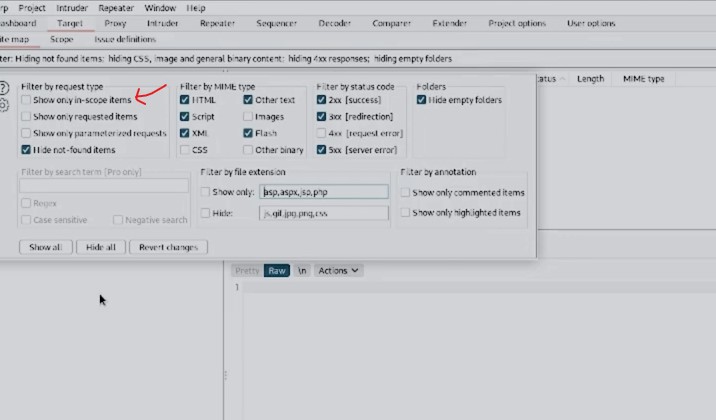 rp Project Intruder Repeater Window Help
ashboard Target Proxy Intruder Repeater Sequencer Decoder Comparer Extender Project options User options
ite map Scope Issue definitions
ter: Hiding not found items; hiding CSS, image and general binary content; hiding 4xx responses; hiding empty folders
tatus Length MIME type
Filter by request type Filter by MIME type Filter by status code Folders
Show only in-scope items HTML Other text 2xx [success] Hide empty folders
Show only requested items Script Images 3xx [redirection]
Show only parameterized requests XML Flash 4xx [request error]
Hide not-found items CSS Other binary 5xx [server error]
Filter by search term [Pro only] Filter by file extension Filter by annotation
Show only: asp,aspx,jsp,php Show only commented items
Regex
Hide: js,gif,jpg,png,css Show only highlighted items
Case sensitive Negative search
Show all Hide all Revert changes
Pretty Raw \n Actions
1